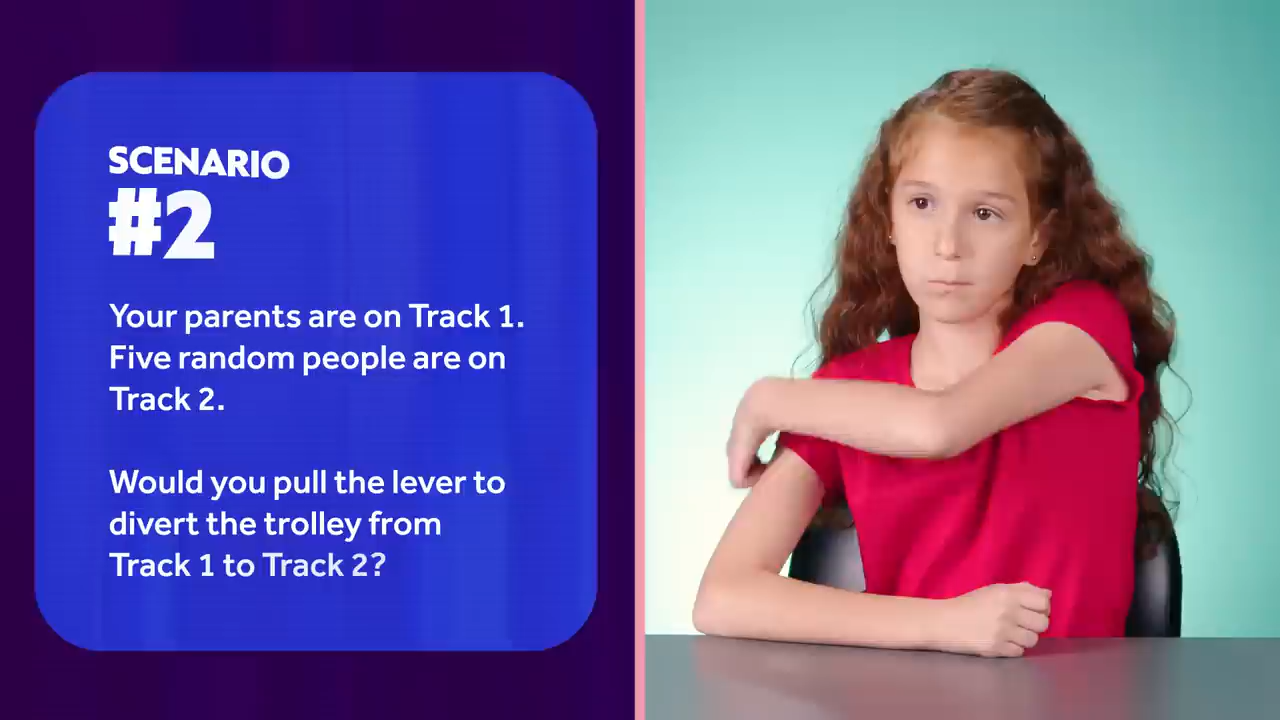 SCENARIO
#2
Your parents are on Track 1.
Five random people are on
Track 2.
Would you pull the lever to
divert the trolley from
Track 1 to Track 2?